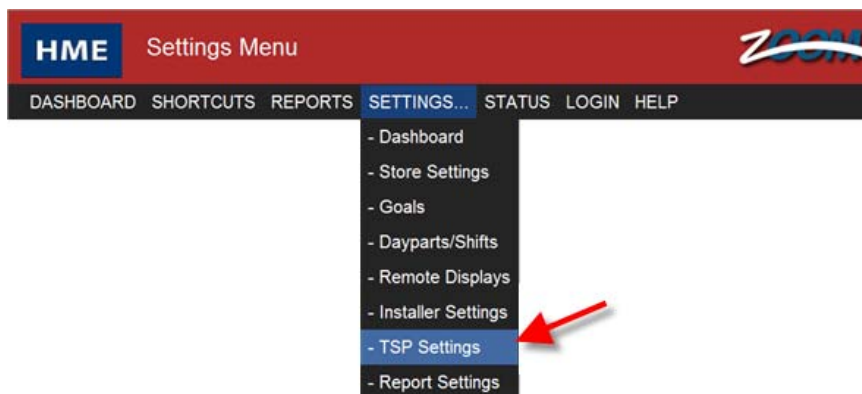 HME Settings Menu ZOOM
DASHBOARD SHORTCUTS REPORTS SETTINGS... STATUS LOGIN HELP
- Dashboard
- Store Settings
- Goals
- Dayparts/Shifts
- Remote Displays
- Installer Settings
- TSP Settings
- Report Settings